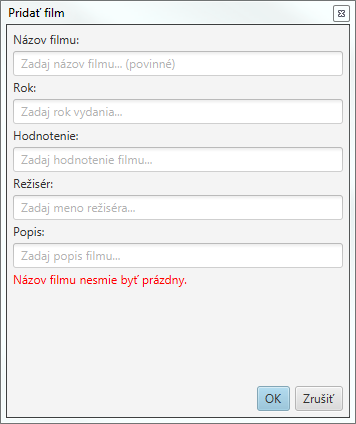 Pridať film
Názov filmu:
Zadaj názov filmu... (povinné)
Rok:
Zadaj rok vydania...
Hodnotenie:
Zadaj hodnotenie filmu...
Režisér:
Zadaj meno režiséra...
Popis:
Zadaj popis filmu...
Názov filmu nesmie byť prázdny.
OK Zrušiť